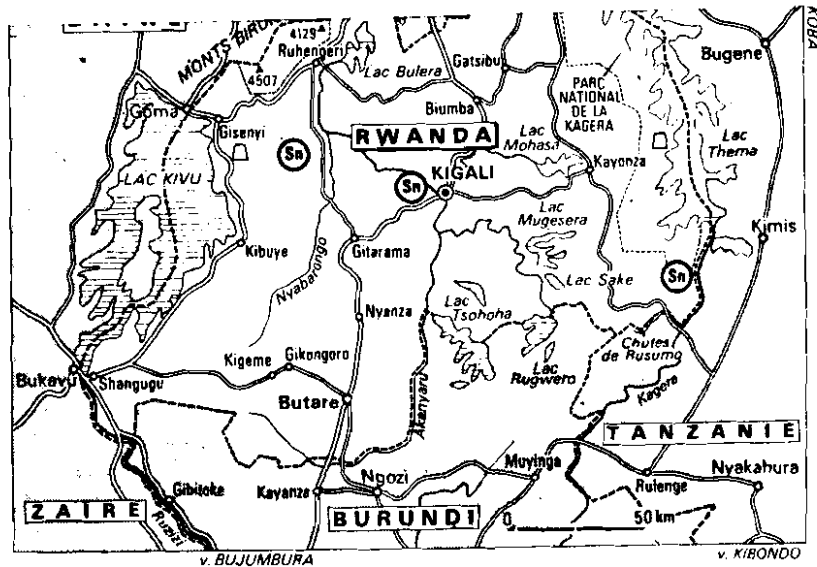 MONTS BIRU
4129
4507
Ruhengeri
Lac Bulera
Gatsibu
Bugene
KOBA
Goma
Gisenyi
Biumba
PARC
NATIONAL
DE LA
KAGERA
RWANDA
Lac
Mohasa
Lac
Thema
Sn
LAC KIVU
Sn
KIGALI
Kayonza
Lac
Mugesera
Kibuye
Gitarama
Kimis
Nyabarongo
Lac Sake
Sn
Nyanza
Lac
Tsohoha
Chutes
de Rusumo
Kigeme
Gikongoro
Lac
Rugwero
Bukavu
Shangugu
Butare
Akanyaru
Kagera
TANZANIE
Gibitoke
Kayanza
Ngozi
Muyinga
Rulenge
Nyakahura
ZAIRE
Ruzizi
BURUNDI
0
50 km
v. BUJUMBURA
v. KIBONDO